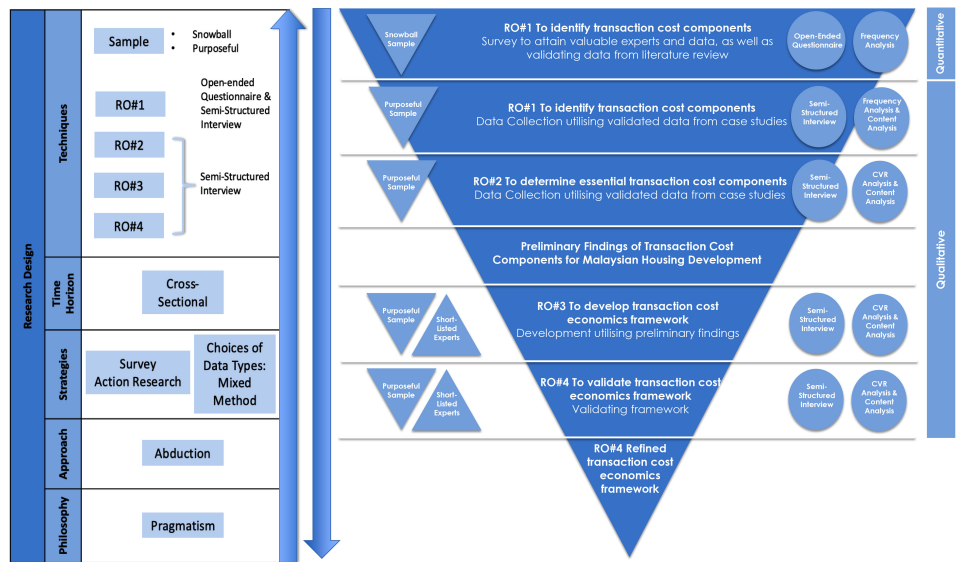 Research Design
Techniques
Sample
• Snowball
• Purposeful
RO#1
Open-ended
Questionnaire &
Semi-Structured
Interview
RO#2
RO#3
RO#4
Semi-Structured
Interview
Time
Horizon
Cross-
Sectional
Strategies
Survey
Action Research
Choices of
Data Types:
Mixed
Method
Approach
Abduction
Philosophy
Pragmatism
Snowball
Sample
RO#1 To identify transaction cost components
Survey to attain valuable experts and data, as well as
validating data from literature review
Open-Ended
Questionnaire
Frequency
Analysis
Quantitative
Purposeful
Sample
RO#1 To identify transaction cost components
Data Collection utilising validated data from case studies
Semi-
Structured
Interview
Frequency
Analysis &
Content
Analysis
Purposeful
Sample
RO#2 To determine essential transaction cost components
Data Collection utilising validated data from case studies
Semi-
Structured
Interview
CVR
Analysis &
Content
Analysis
Qualitative
Preliminary Findings of Transaction Cost
Components for Malaysian Housing Development
Purposeful
Sample
Short-
Listed
Experts
RO#3 To develop transaction cost
economics framework
Development utilising preliminary findings
Semi-
Structured
Interview
CVR
Analysis &
Content
Analysis
Purposeful
Sample
Short-
Listed
Experts
RO#4 To validate transaction cost
economics framework
Validating framework
Semi-
Structured
Interview
CVR
Analysis &
Content
Analysis
RO#4 Refined
transaction cost
economics
framework